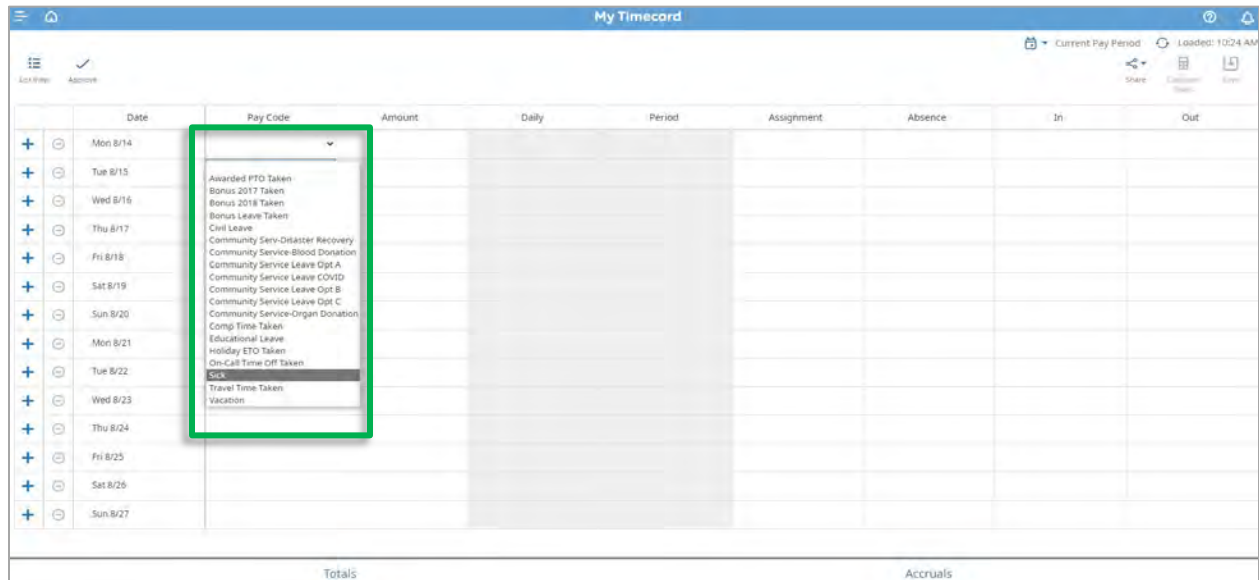 My Timecard
Current Pay Period Loaded: 10:24 AM
Approve Share
Date Pay Code Amount Daily Period Assignment Absence In Out
Mon 8/14
Tue 8/15
Wed 8/16
Thu 8/17
Fri 8/18
Sat 8/19
Sun 8/20
Mon 8/21
Tue 8/22
Wed 8/23
Thu 8/24
Fri 8/25
Sat 8/26
Sun 8/27
Awarded PTO Taken
Bonus 2017 Taken
Bonus 2018 Taken
Bonus Leave Taken
Civil Leave
Community Serv-Disaster Recovery
Community Service-Blood Donation
Community Service Leave Opt A
Community Service Leave COVID
Community Service Leave Opt B
Community Service Leave Opt C
Community Service-Organ Donation
Comp Time Taken
Educational Leave
Holiday ETO Taken
On-Call Time Off Taken
Sick
Travel Time Taken
Vacation
Totals Accruals